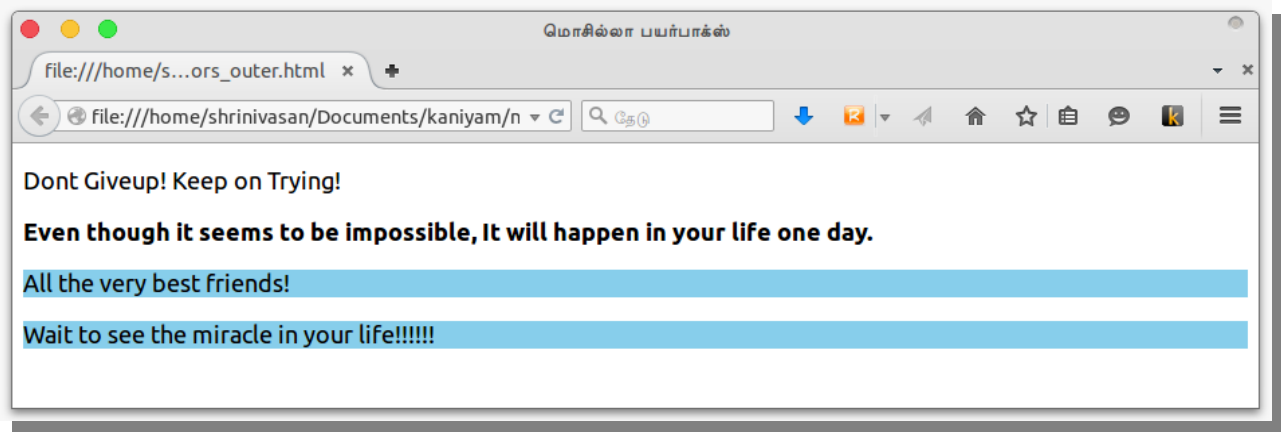 மொசில்லா பயர்பாக்ஸ்
file:///home/s...ors_outer.html
file:///home/shrinivasan/Documents/kaniyam/n
தேடு
Dont Giveup! Keep on Trying!
Even though it seems to be impossible, It will happen in your life one day.
All the very best friends!
Wait to see the miracle in your life!!!!!!